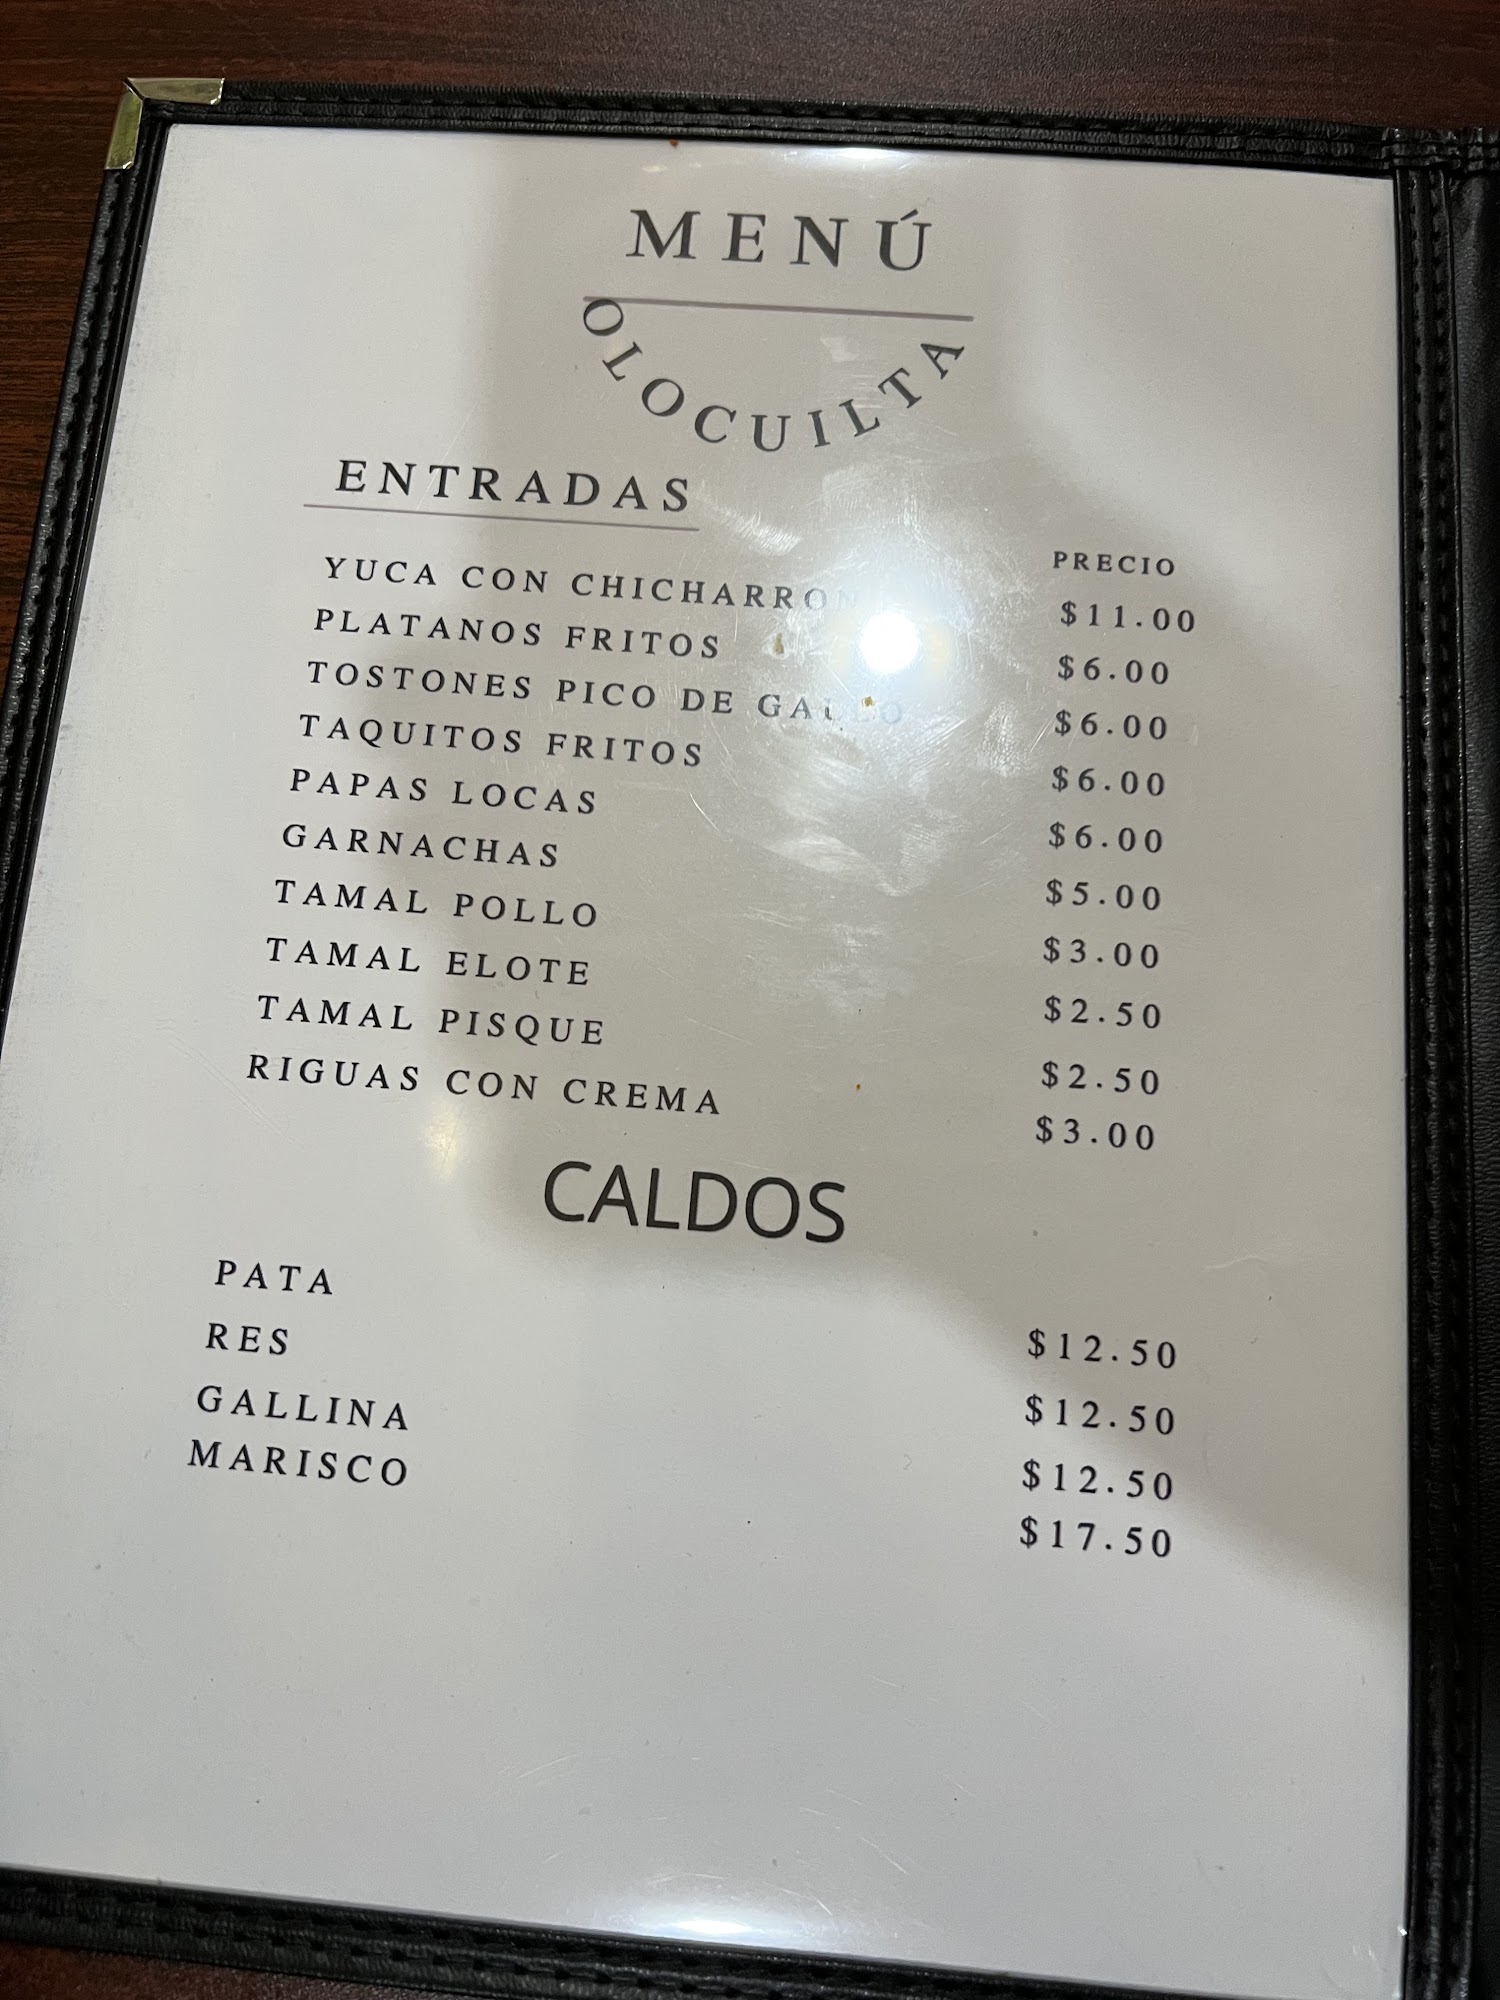 MENÚ
OLOCUILTA
ENTRADAS
PRECIO
YUCA CON $11.00
PLATANOS FRITOS $6.00
TOSTONES PICO DE $6.00
TAQUITOS FRITOS $6.00
PAPAS LOCAS $6.00
GARNACHAS $5.00
TAMAL POLLO $3.00
TAMAL ELOTE $2.50
TAMAL PISQUE $2.50
RIGUAS CON CREMA $3.00
CALDOS
PATA $12.50
RES $12.50
GALLINA $12.50
MARISCO $17.50